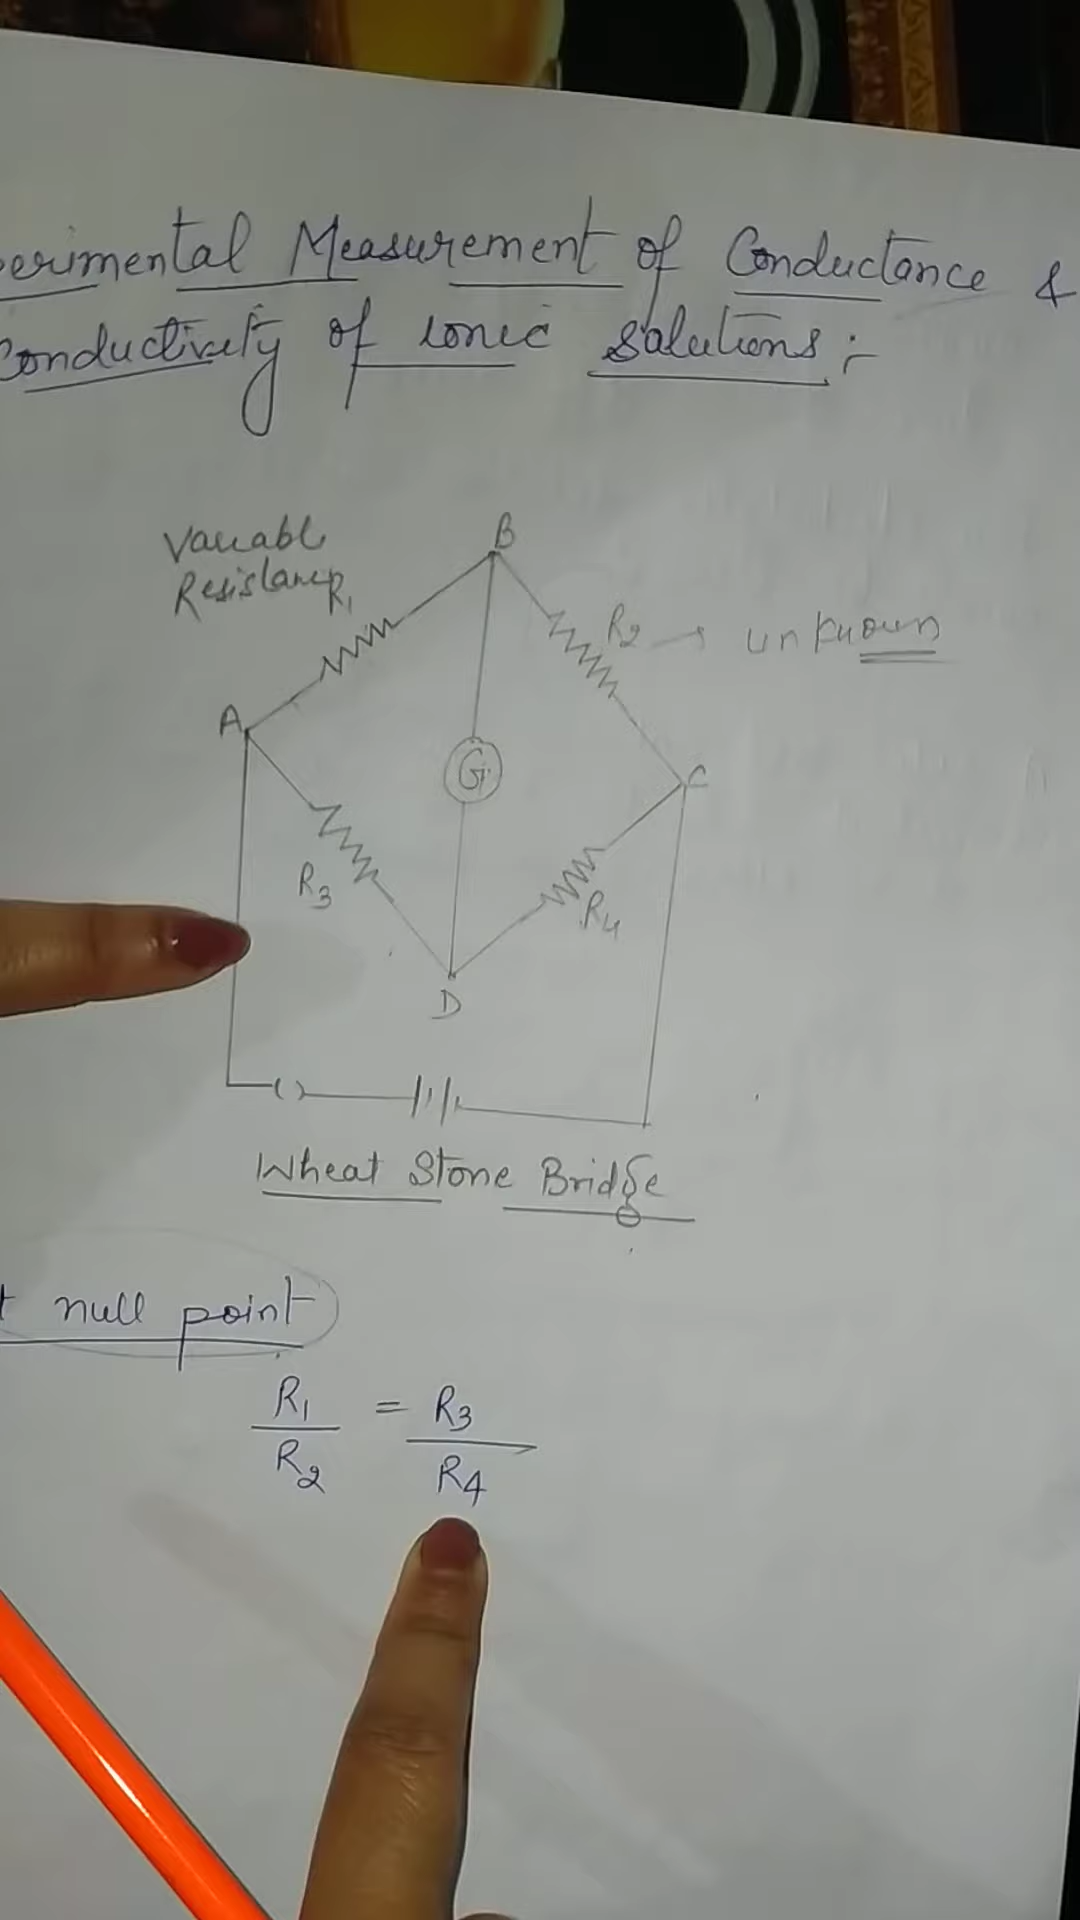 erimental Measurement of Conductance &
Conductivity of ionic Solutions :-
B
Variable
Resistance
R1
R2 → unknown
A
G
C
R3
R4
D
Wheat Stone Bridge
t null point
R1 = R3
R2 R4